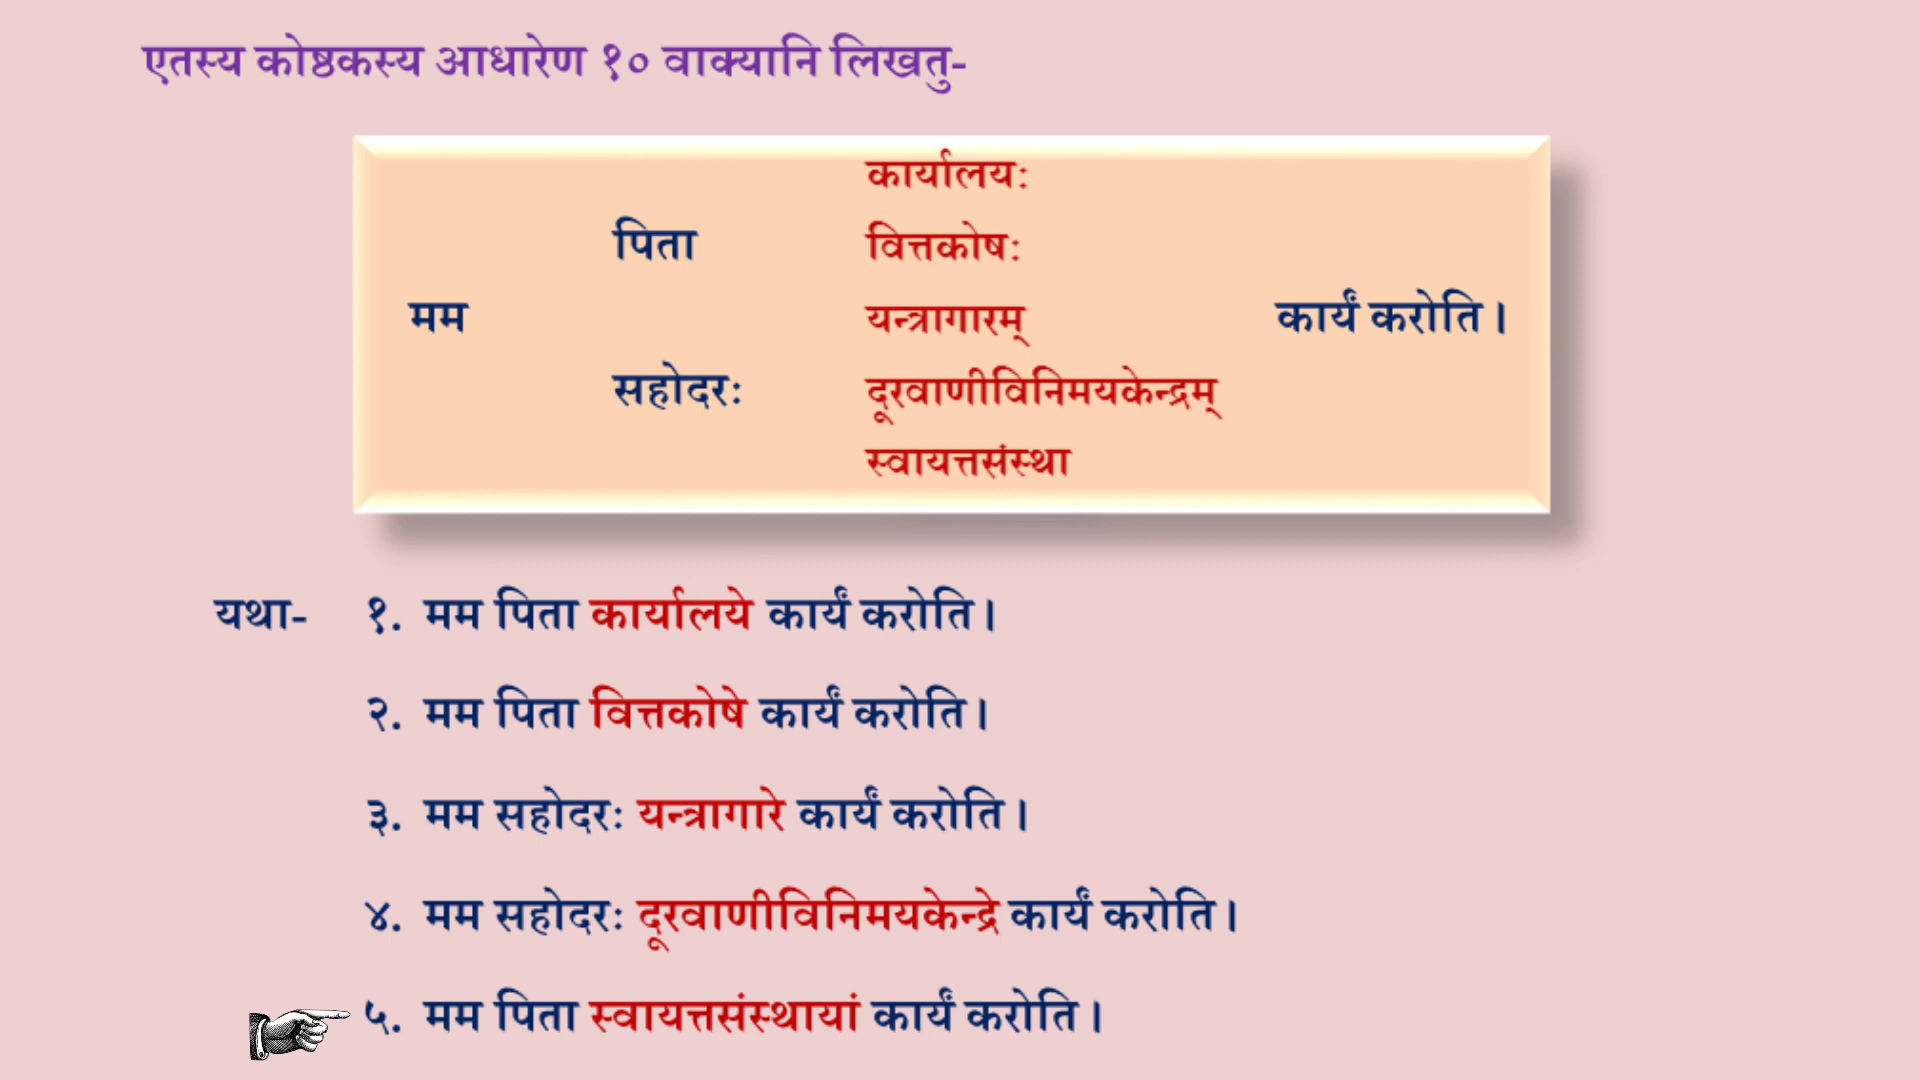 एतस्य कोष्ठकस्य आधारेण १० वाक्यानि लिखतु-
कार्यालयः
पिता वित्तकोषः
मम यन्त्रागारम् कार्यं करोति ।
सहोदरः दूरवाणीविनिमयकेन्द्रम्
स्वायत्तसंस्था
यथा- १. मम पिता कार्यालये कार्यं करोति ।
२. मम पिता वित्तकोषे कार्यं करोति ।
३. मम सहोदरः यन्त्रागारे कार्यं करोति ।
४. मम सहोदरः दूरवाणीविनिमयकेन्द्रे कार्यं करोति ।
५. मम पिता स्वायत्तसंस्थायां कार्यं करोति ।